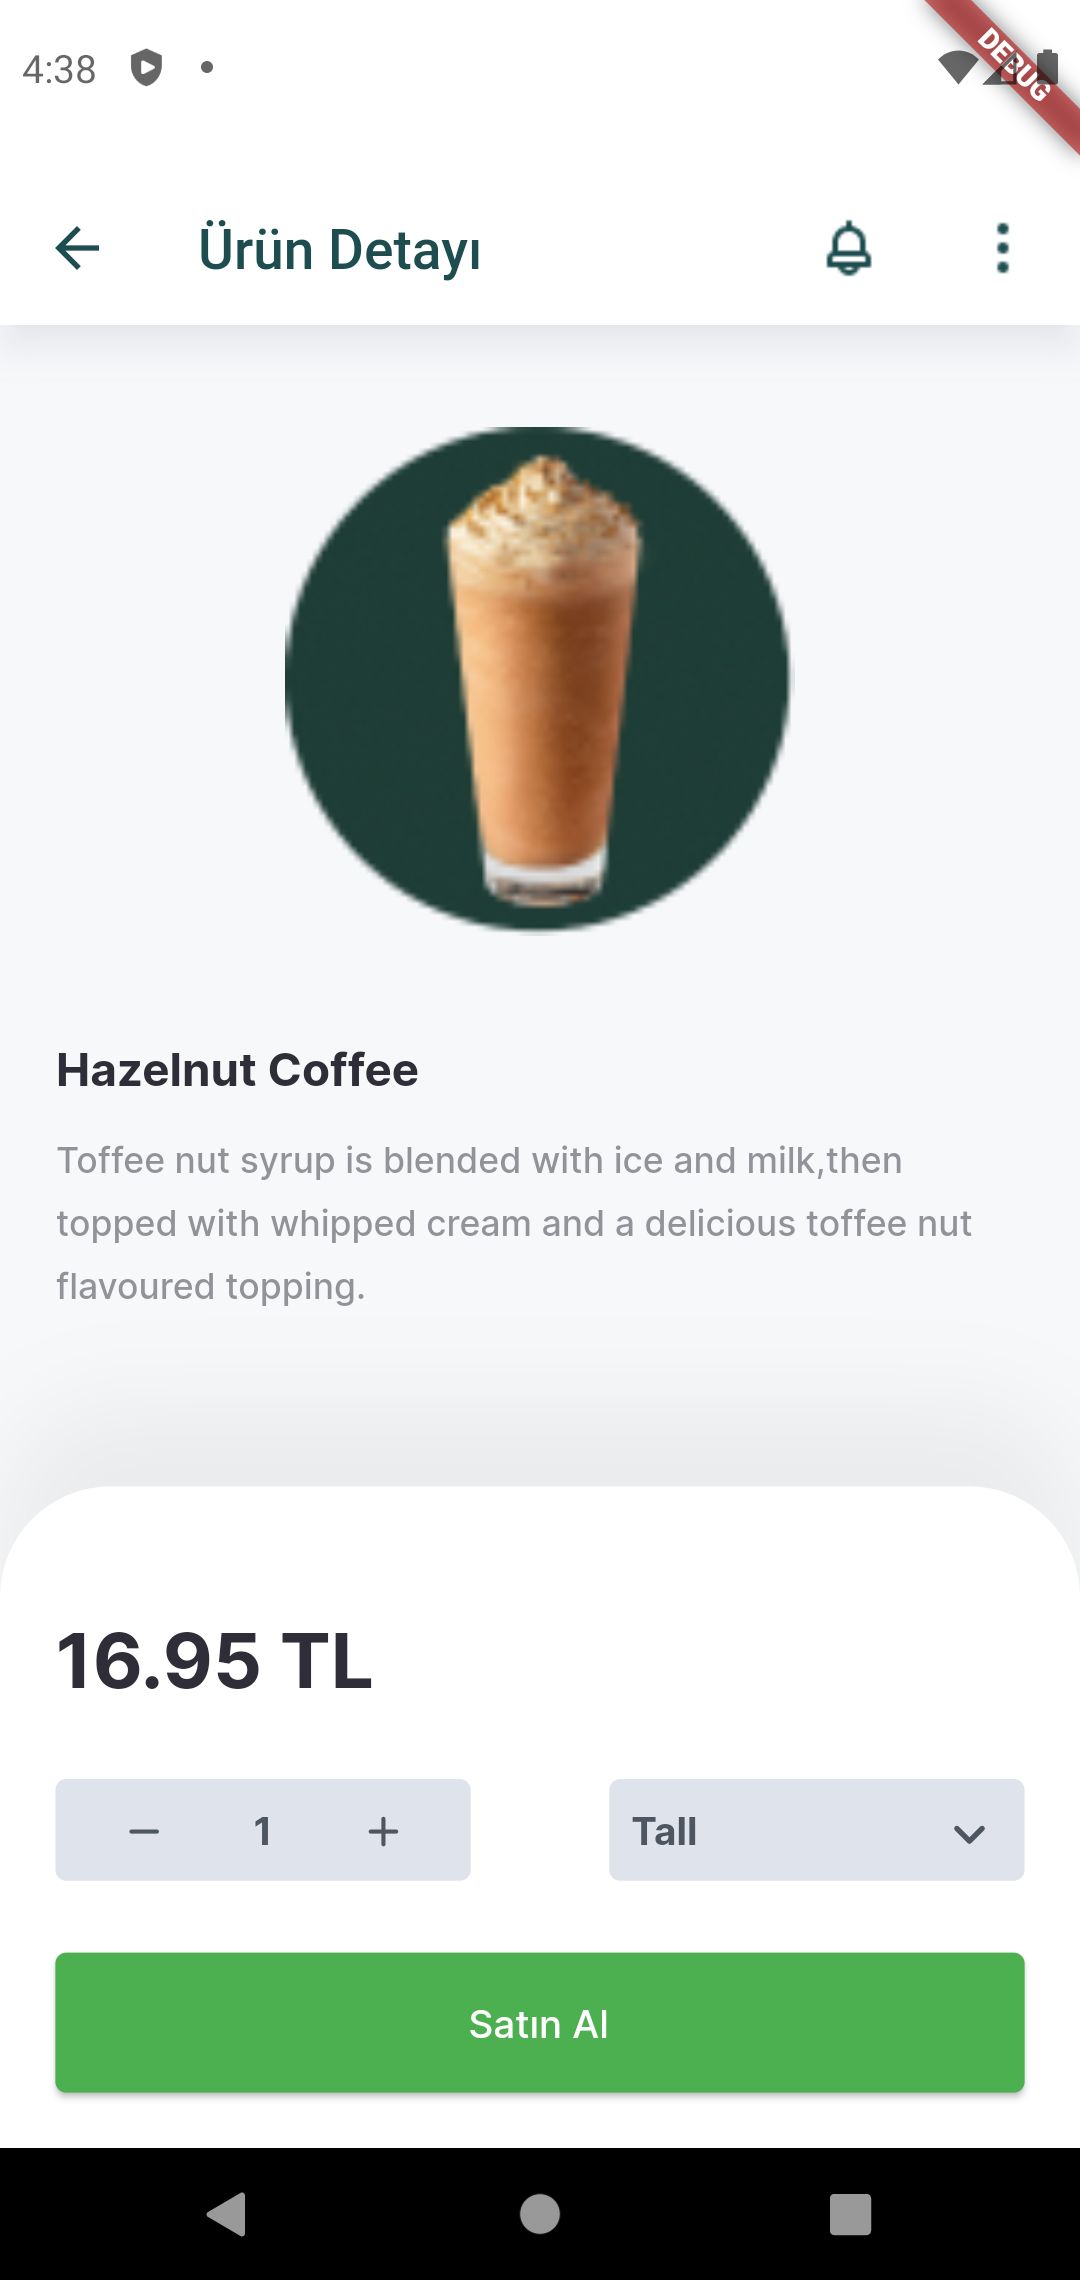 4:38
DEBUG
Ürün Detayı
Hazelnut Coffee
Toffee nut syrup is blended with ice and milk,then
topped with whipped cream and a delicious toffee nut
flavoured topping.
16.95 TL
1
Tall
Satın Al